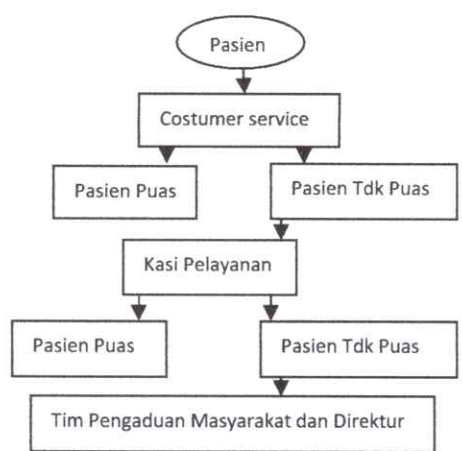 Pasien
Costumer service
Pasien Puas
Pasien Tdk Puas
Kasi Pelayanan
Pasien Puas
Pasien Tdk Puas
Tim Pengaduan Masyarakat dan Direktur